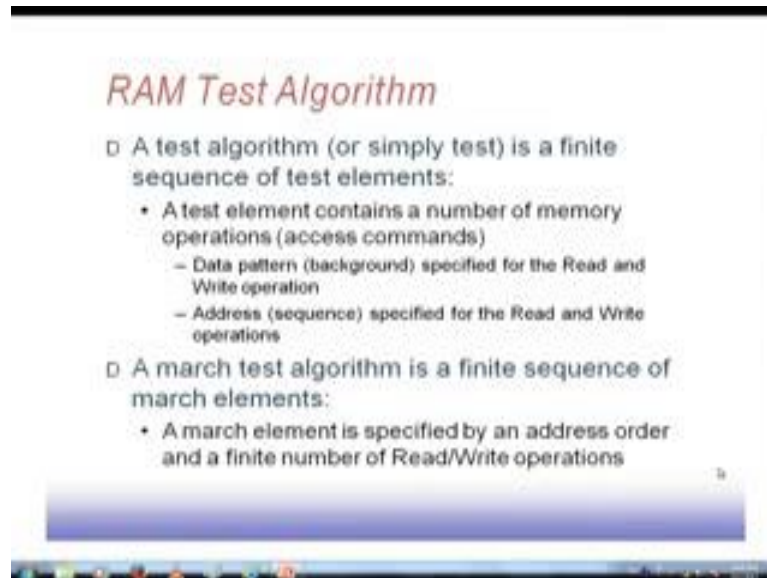 RAM Test Algorithm
D A test algorithm (or simply test) is a finite
sequence of test elements:
• A test element contains a number of memory
operations (access commands)
– Data pattern (background) specified for the Read and
Write operation
– Address (sequence) specified for the Read and Write
operations
D A march test algorithm is a finite sequence of
march elements:
• A march element is specified by an address order
and a finite number of Read/Write operations